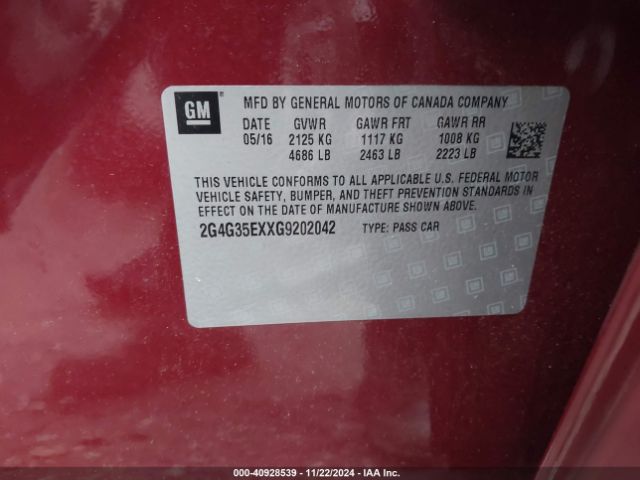 GM
MFD BY GENERAL MOTORS OF CANADA COMPANY
DATE GVWR GAWR FRT GAWR RR
05/16 2125 KG 1117 KG 1008 KG
4686 LB 2463 LB 2223 LB
THIS VEHICLE CONFORMS TO ALL APPLICABLE U.S. FEDERAL MOTOR
VEHICLE SAFETY, BUMPER, AND THEFT PREVENTION STANDARDS IN
EFFECT ON THE DATE OF MANUFACTURE SHOWN ABOVE.
2G4G35EXXG9202042 TYPE: PASS CAR
000-40928539 - 11/22/2024 - IAA Inc.